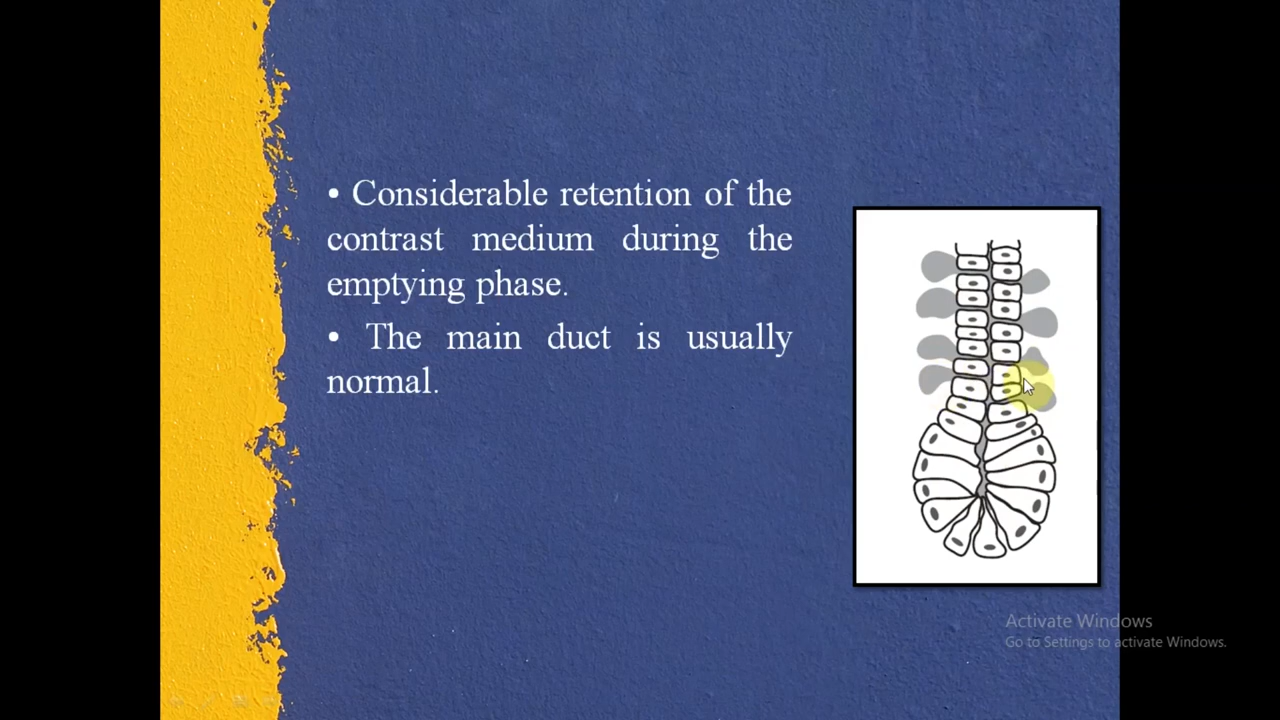 • Considerable retention of the
contrast medium during the
emptying phase.
• The main duct is usually
normal.
Activate Windows
Go to Settings to activate Windows.